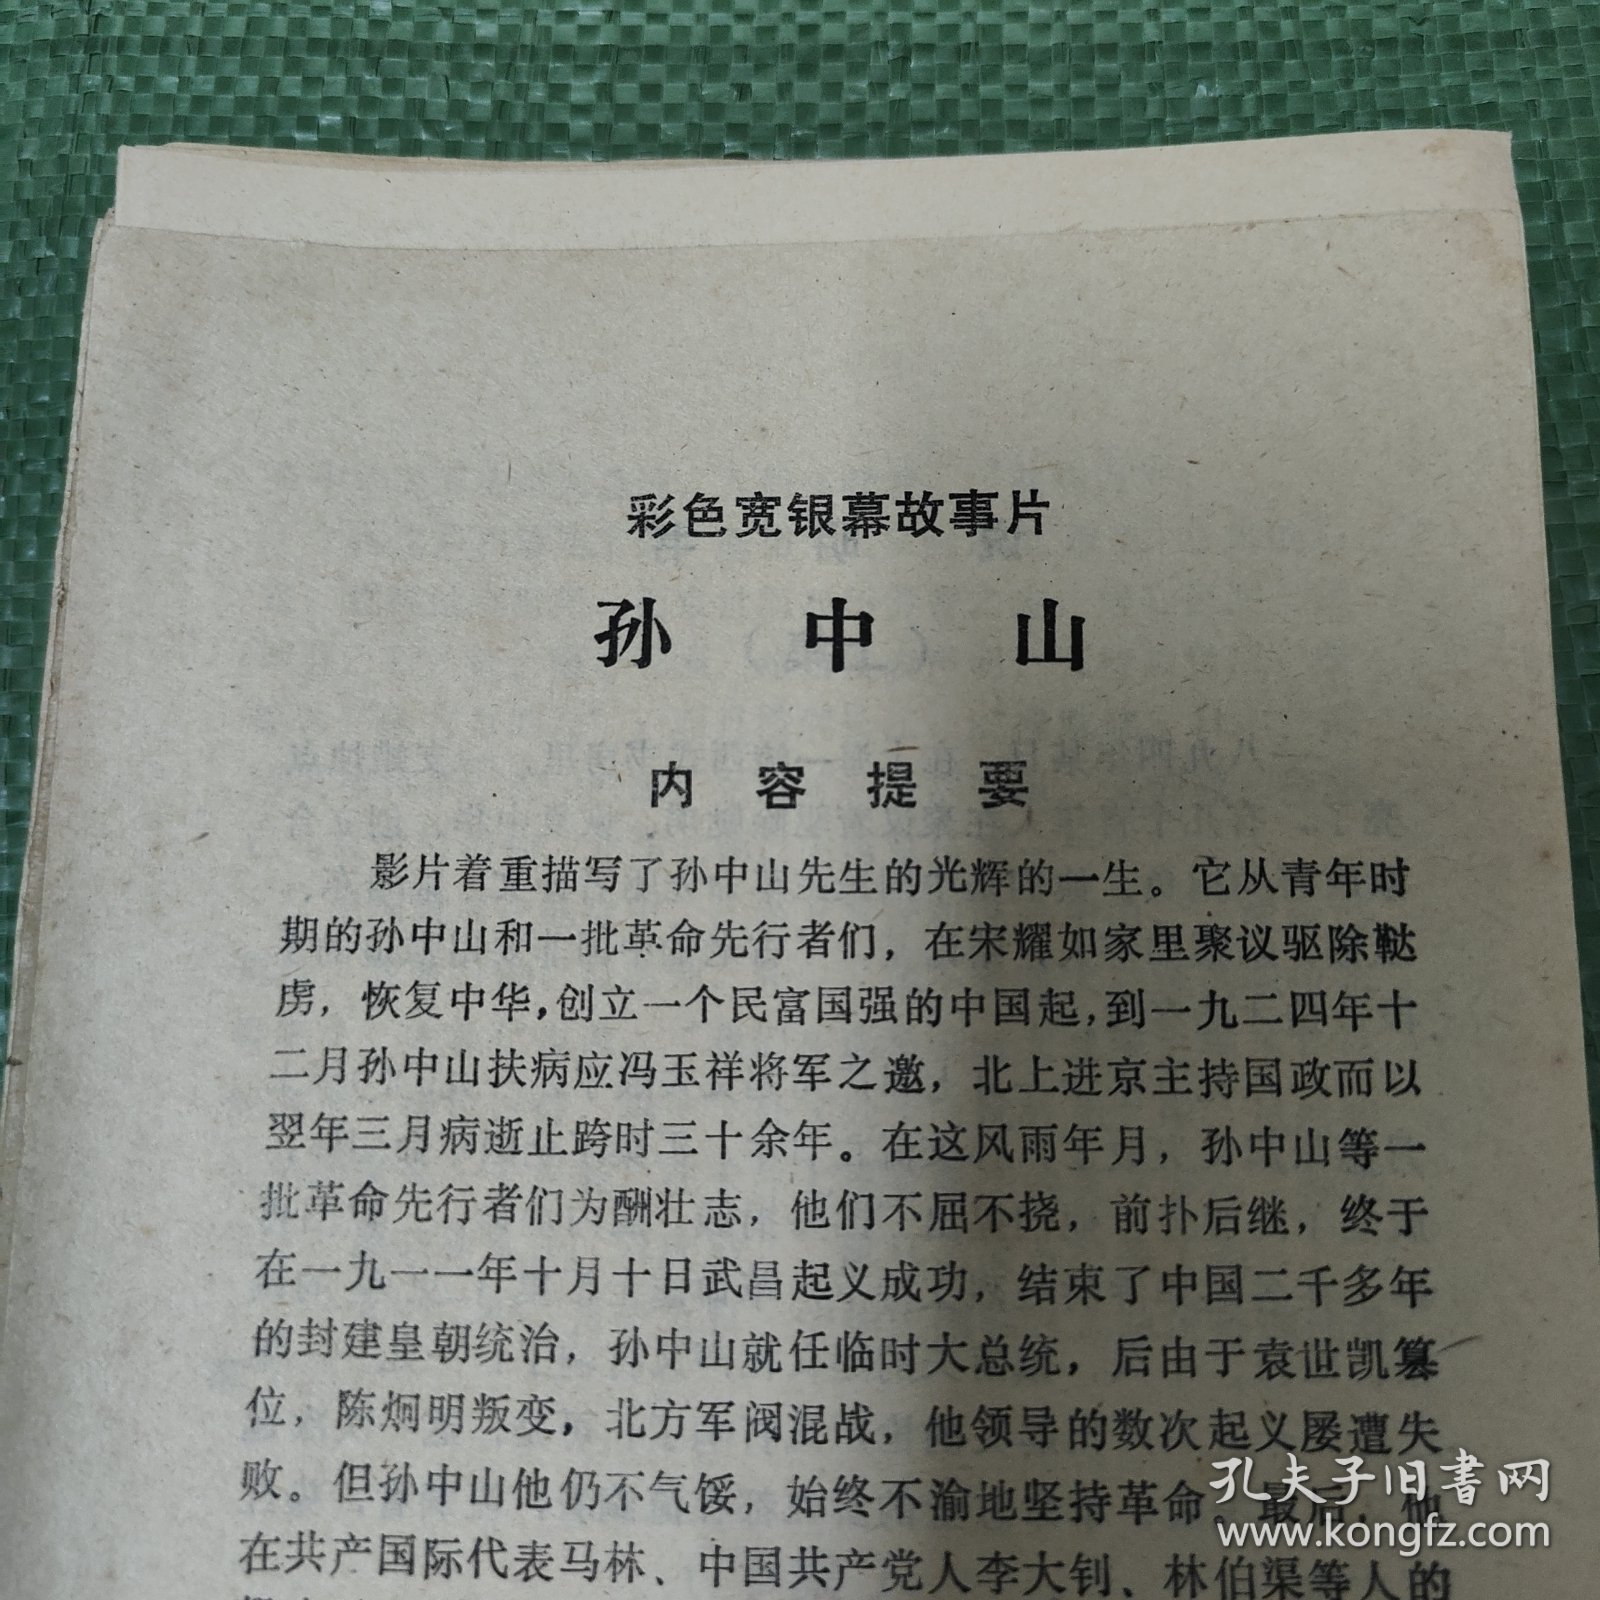 彩色宽银幕故事片
孙中山
内容提要
影片着重描写了孙中山先生的光辉的一生。它从青年时
期的孙中山和一批革命先行者们，在宋耀如家里聚议驱除鞑
虏，恢复中华，创立一个民富国强的中国起，到一九二四年十
二月孙中山扶病应冯玉祥将军之邀，北上进京主持国政而以
翌年三月病逝止跨时三十余年。在这风雨年月，孙中山等一
批革命先行者们为酬壮志，他们不屈不挠，前扑后继，终于
在一九一一年十月十日武昌起义成功，结束了中国二千多年
的封建皇朝统治，孙中山就任临时大总统，后由于袁世凯篡
位，陈炯明叛变，北方军阀混战，他领导的数次起义屡遭失
败。但孙中山他仍不气馁，始终不渝地坚持革命。最后，他
在共产国际代表马林、中国共产党人李大钊、林伯渠等人的
孔夫子旧书网
www.kongfz.com